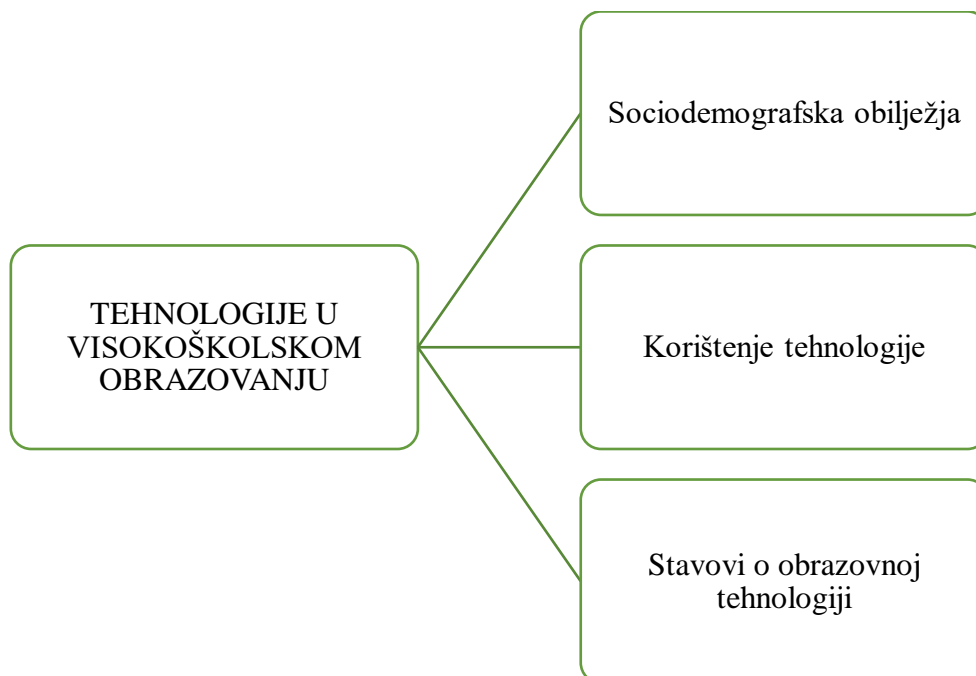 Sociodemografska obilježja
TEHNOLOGIJE U
VISOKOŠKOLSKOM
OBRAZOVANJU
Korištenje tehnologije
Stavovi o obrazovnoj
tehnologiji